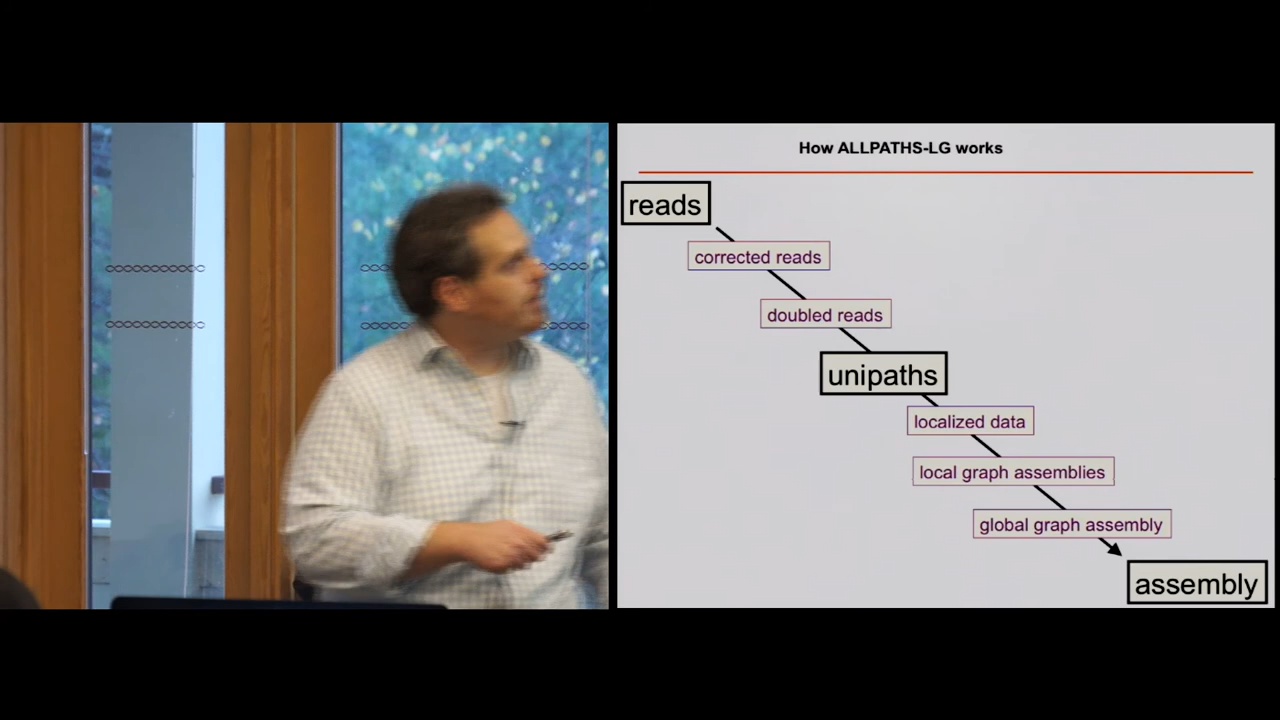 How ALLPATHS-LG works
reads
corrected reads
doubled reads
unipaths
localized data
local graph assemblies
global graph assembly
assembly